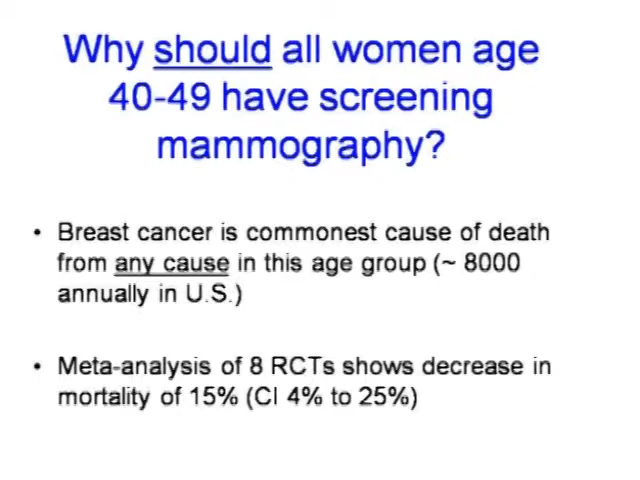 Why should all women age
40-49 have screening
mammography?
• Breast cancer is commonest cause of death
from any cause in this age group (~ 8000
annually in U.S.)
• Meta-analysis of 8 RCTs shows decrease in
mortality of 15% (CI 4% to 25%)